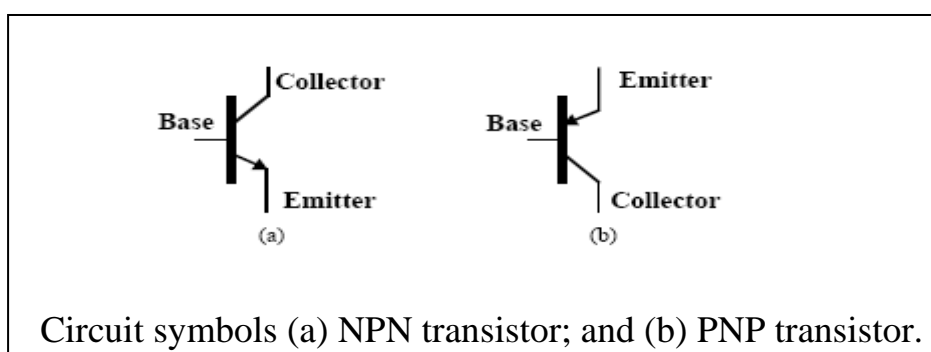 Collector
Base
Emitter
(a)
Emitter
Base
Collector
(b)
Circuit symbols (a) NPN transistor; and (b) PNP transistor.